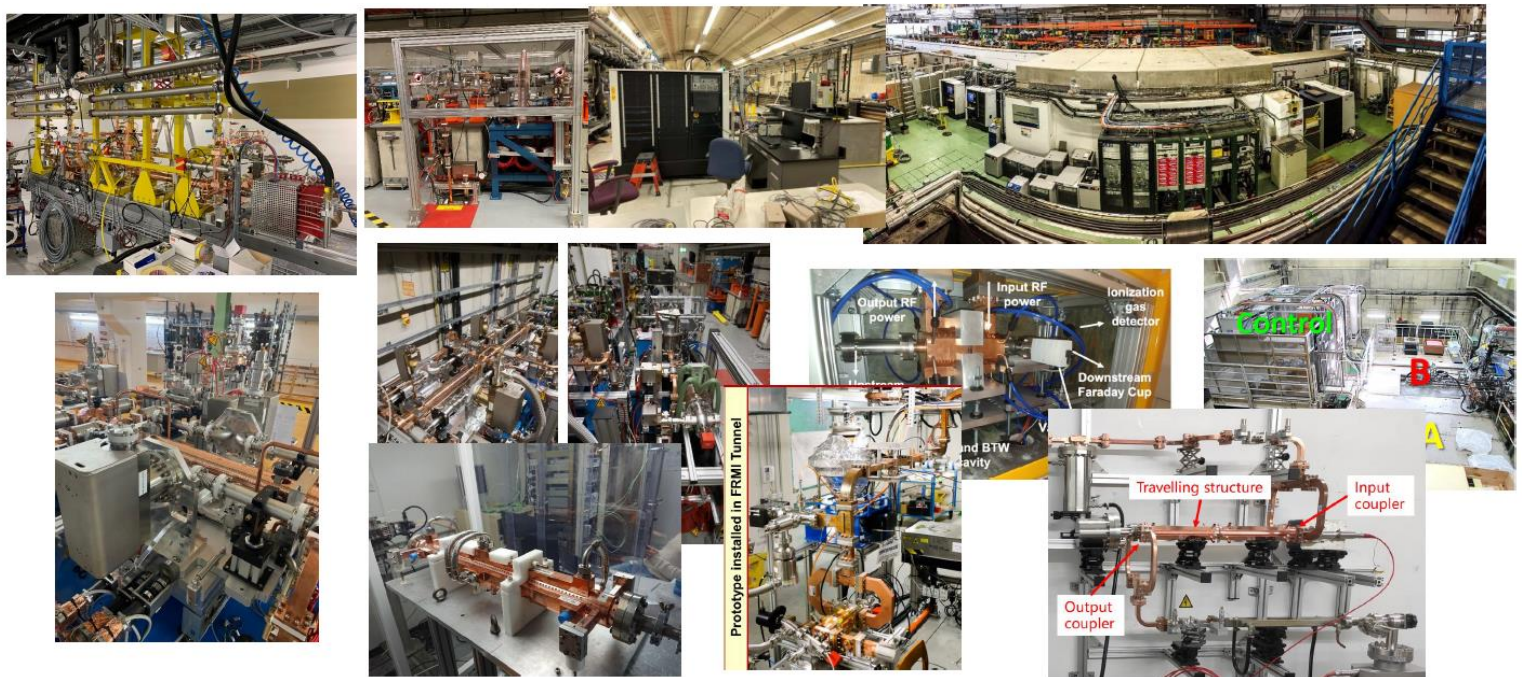 Output RF
power
Input RF
power
Ionization
gas
detector
Downstream
Faraday Cup
Control
B
A
Prototype installed in FRMI Tunnel
BTW
Travelling structure
Input
coupler
Output
coupler